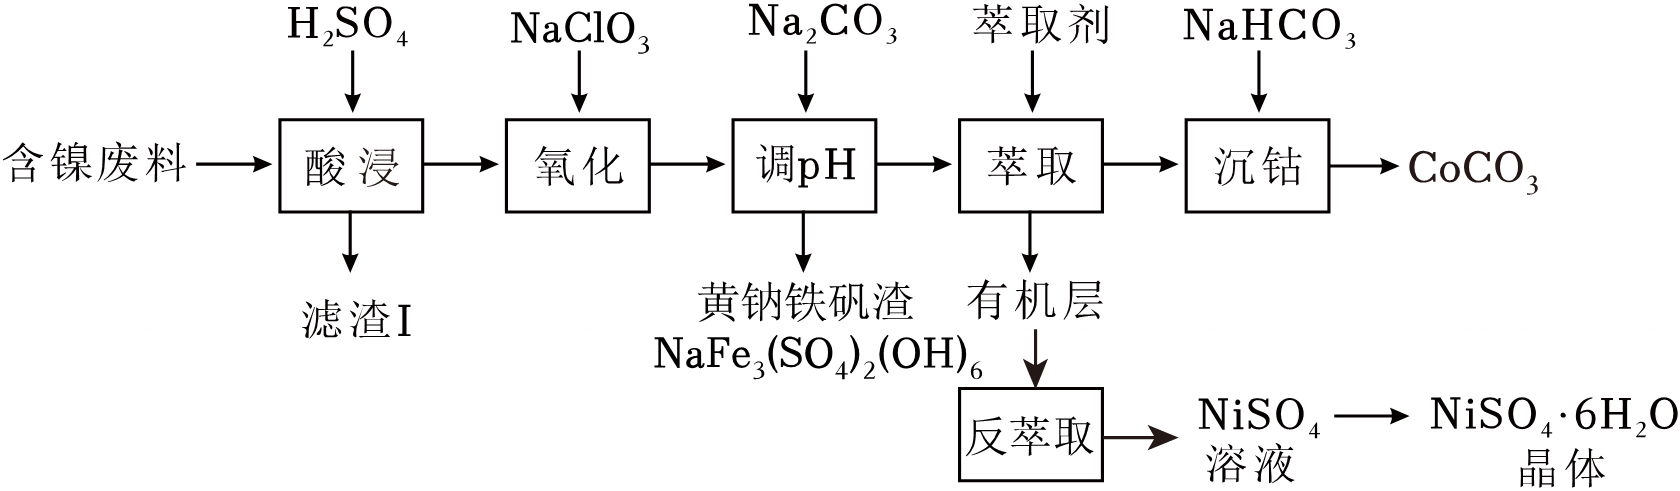 H₂SO₄ NaClO₃ Na₂CO₃ 萃取剂 NaHCO₃
含镍废料 酸浸 氧化 调pH 萃取 沉钴 CoCO₃
滤渣I 黄钠铁矾渣 有机层
NaFe₃(SO₄)₂(OH)₆
反萃取 NiSO₄ NiSO₄·6H₂O
溶液 晶体